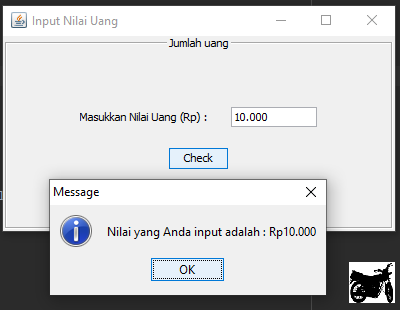 Input Nilai Uang
Jumlah uang
Masukkan Nilai Uang (Rp) :
10.000
Check
Message
Nilai yang Anda input adalah : Rp10.000
OK